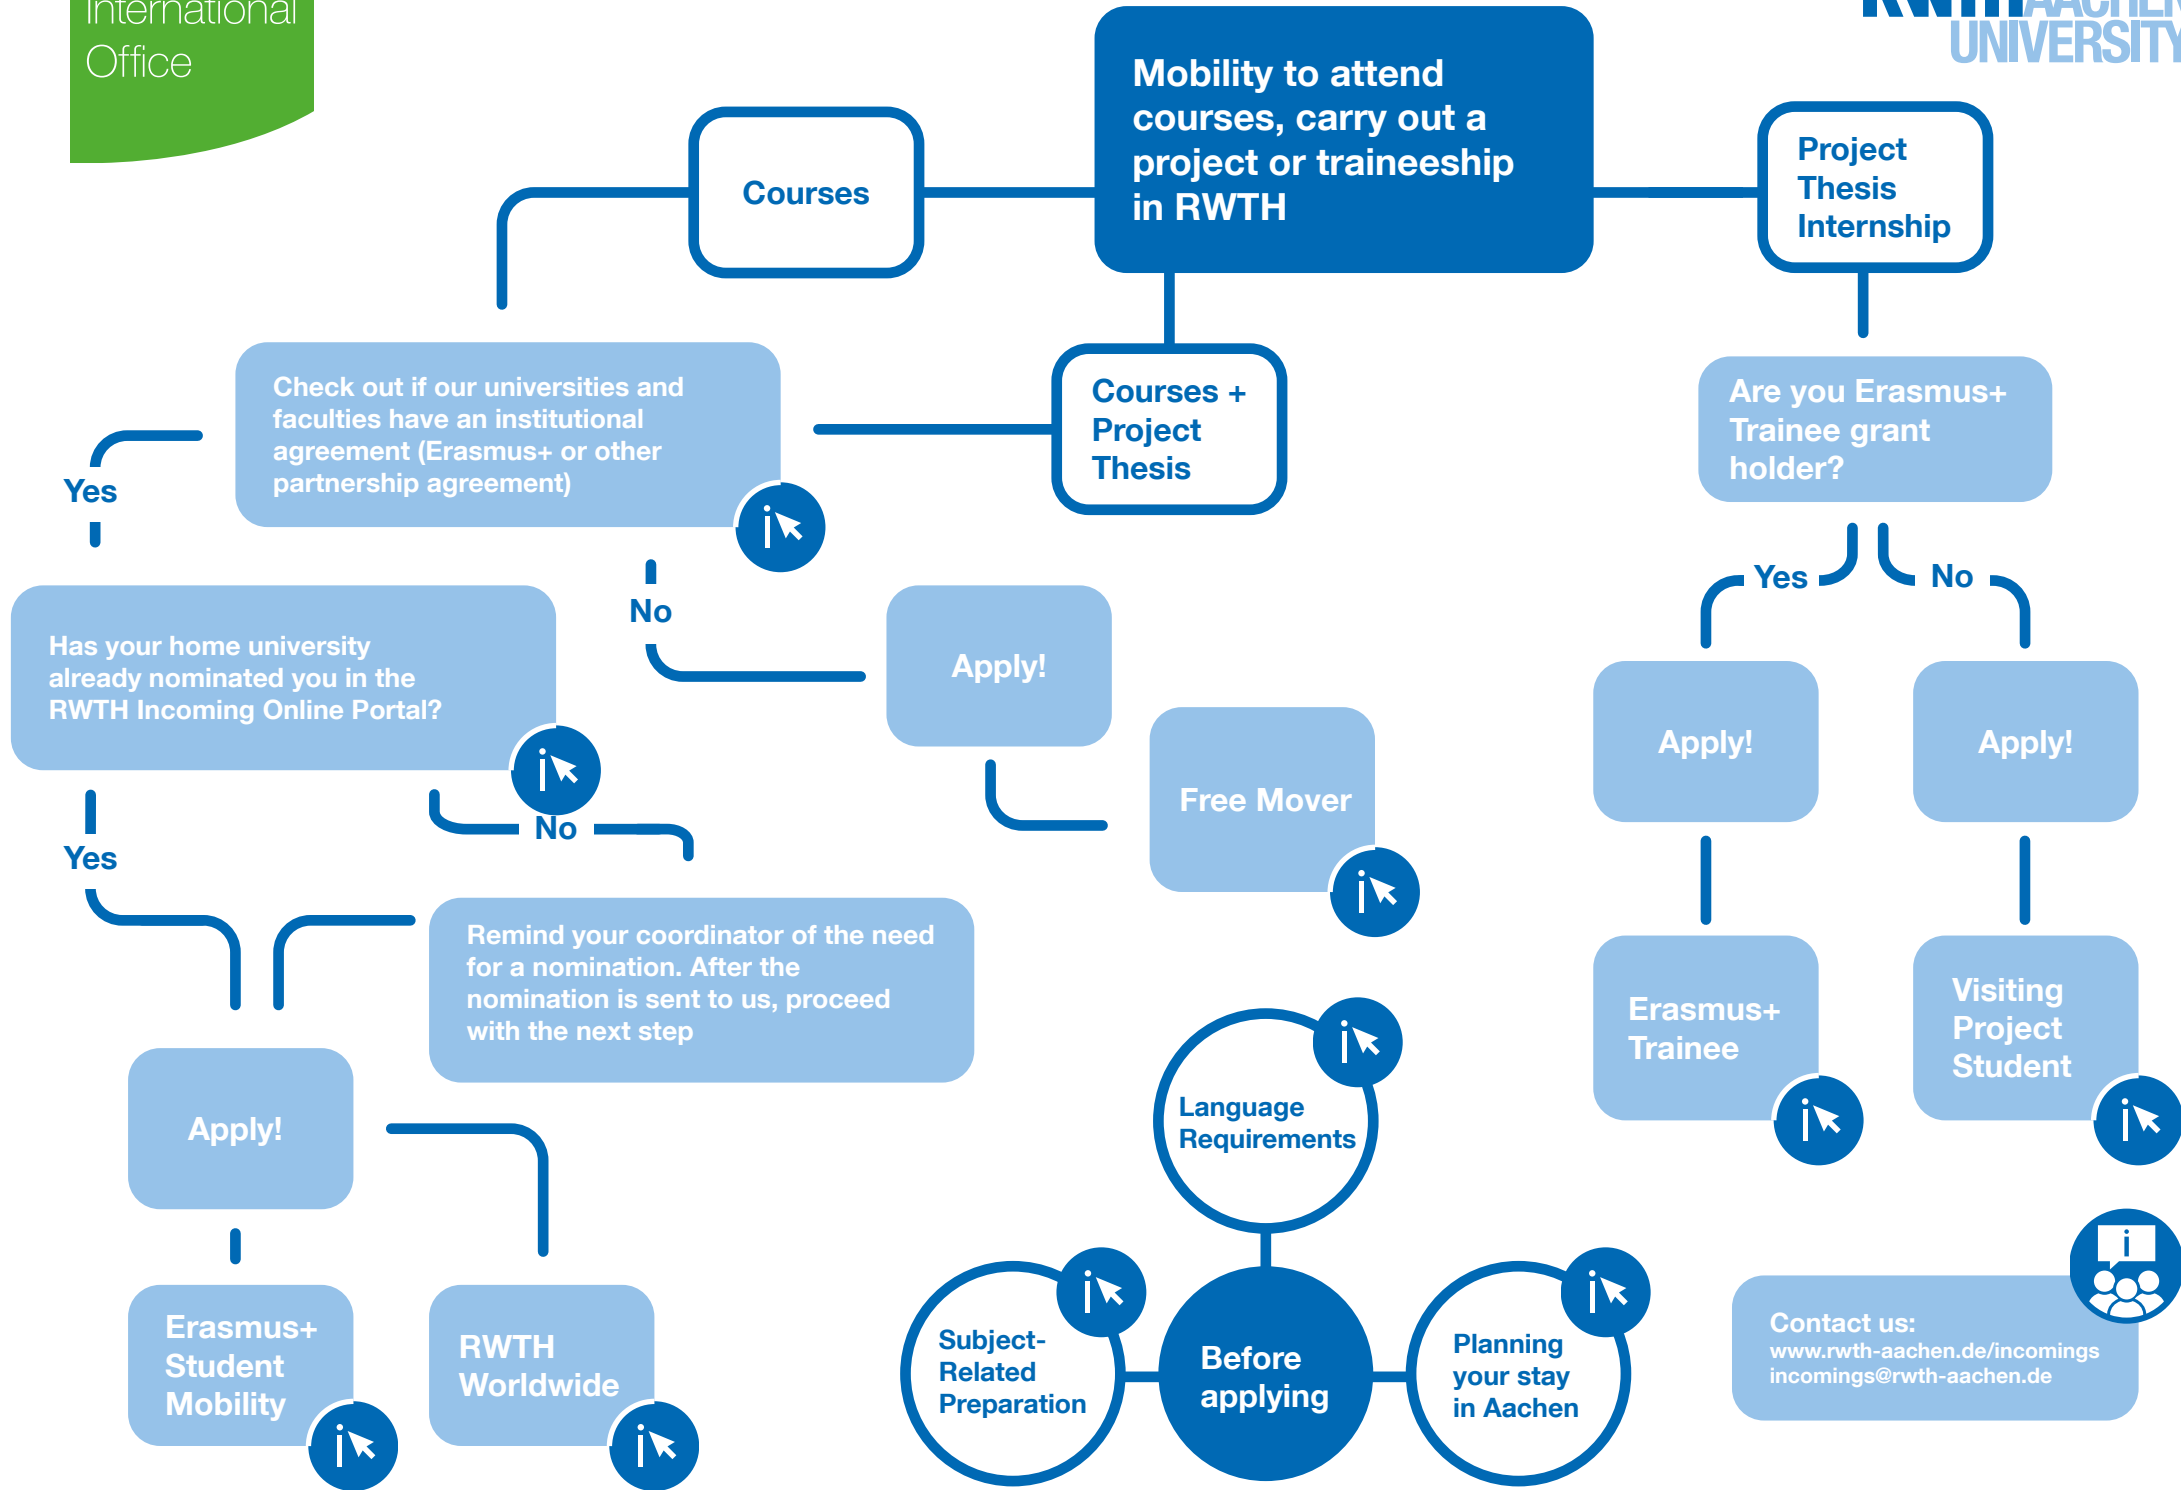 International
Office
RWTH AACHEN
UNIVERSITY
Mobility to attend
courses, carry out a
project or traineeship
in RWTH
Courses
Project
Thesis
Internship
Courses +
Project
Thesis
Check out if our universities and
faculties have an institutional
agreement (Erasmus+ or other
partnership agreement)
Are you Erasmus+
Trainee grant
holder?
Yes
No
Yes
No
Has your home university
already nominated you in the
RWTH Incoming Online Portal?
Apply!
Free Mover
Apply!
Apply!
Yes
No
Remind your coordinator of the need
for a nomination. After the
nomination is sent to us, proceed
with the next step
Erasmus+
Trainee
Visiting
Project
Student
Apply!
Erasmus+
Student
Mobility
RWTH
Worldwide
Language
Requirements
Subject-
Related
Preparation
Before
applying
Planning
your stay
in Aachen
Contact us:
www.rwth-aachen.de/incomings
incomings@rwth-aachen.de